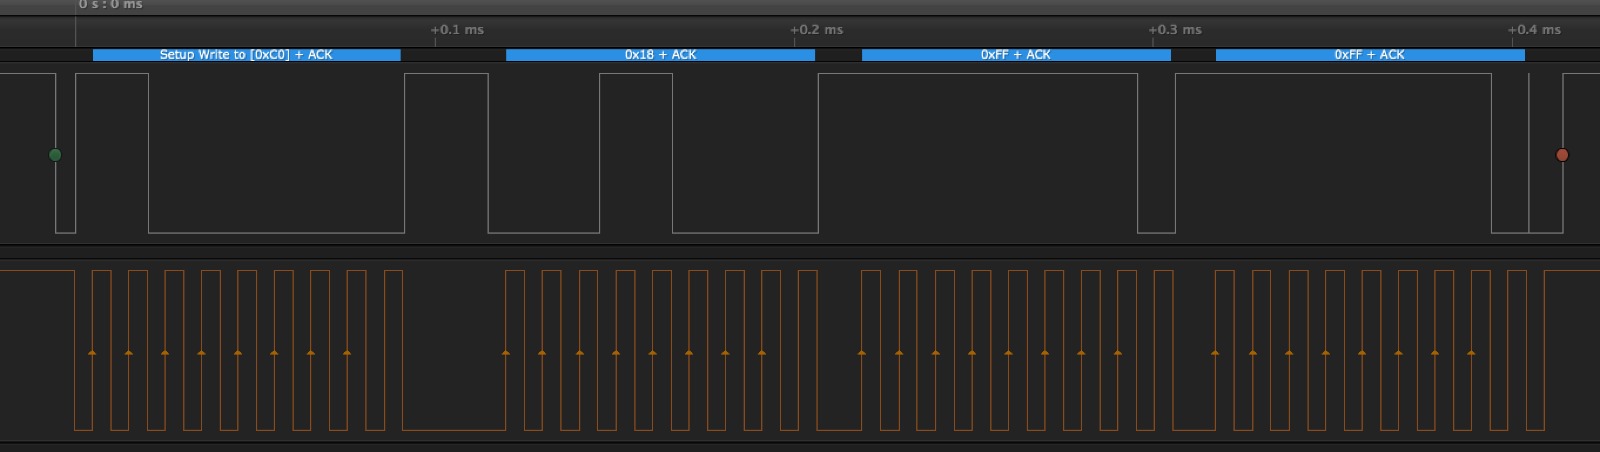 0 s : 0 ms
+0.1 ms +0.2 ms +0.3 ms +0.4 ms
Setup Write to [0xC0] + ACK 0x18 + ACK 0xFF + ACK 0xFF + ACK